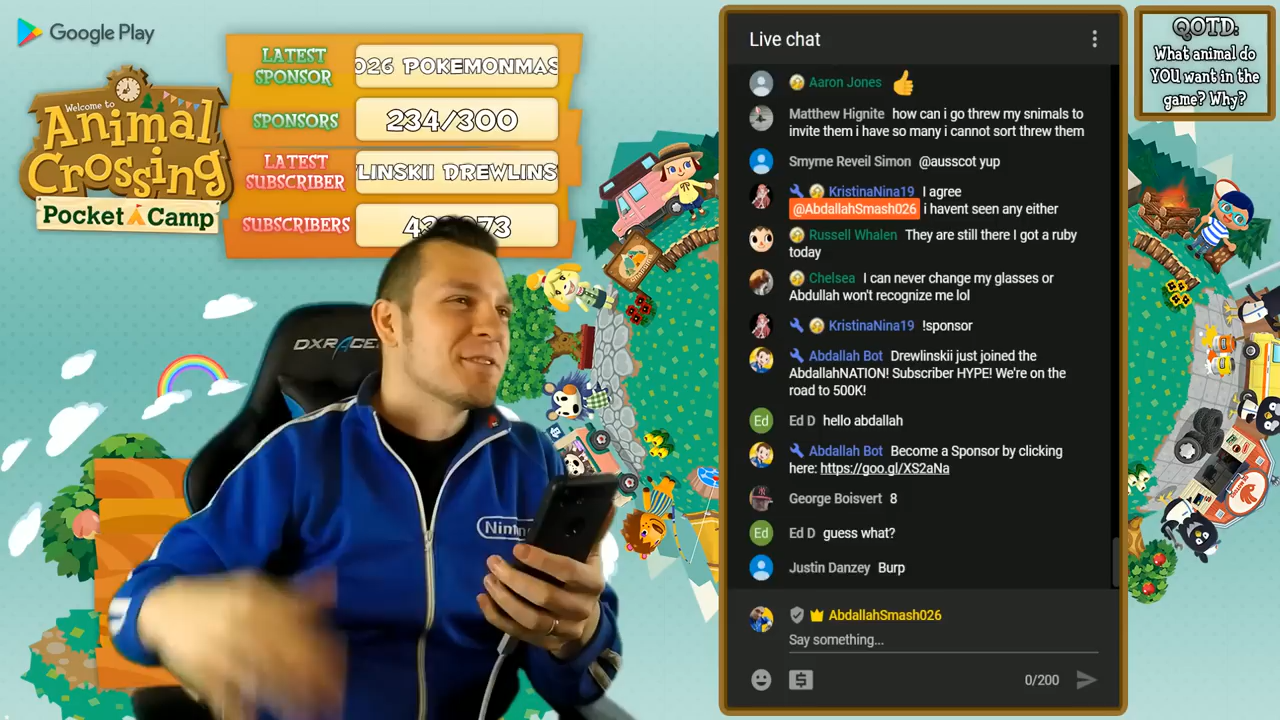 Google Play
Welcome to
Animal
Crossing
Pocket Camp
LATEST
SPONSOR
026 POKEMONMAS
SPONSORS
234/300
LATEST
SUBSCRIBER
LINSKII DREWLINS
SUBSCRIBERS
DXRACER
Live chat
Aaron Jones
Matthew Hignite how can i go threw my snimals to
invite them i have so many i cannot sort threw them
Smyrne Reveil Simon @ausscot yup
KristinaNina19 I agree
@AbdallahSmash026 i havent seen any either
Russell Whalen They are still there I got a ruby
today
Chelsea I can never change my glasses or
Abdullah won't recognize me lol
KristinaNina19 !sponsor
Abdallah Bot Drewlinskii just joined the
AbdallahNATION! Subscriber HYPE! We're on the
road to 500K!
Ed Ed D hello abdallah
Abdallah Bot Become a Sponsor by clicking
here: https://goo.gl/XS2aNa
George Boisvert 8
Ed Ed D guess what?
Justin Danzey Burp
AbdallahSmash026
Say something...
0/200
QOTD:
What animal do
YOU want in the
game? Why?